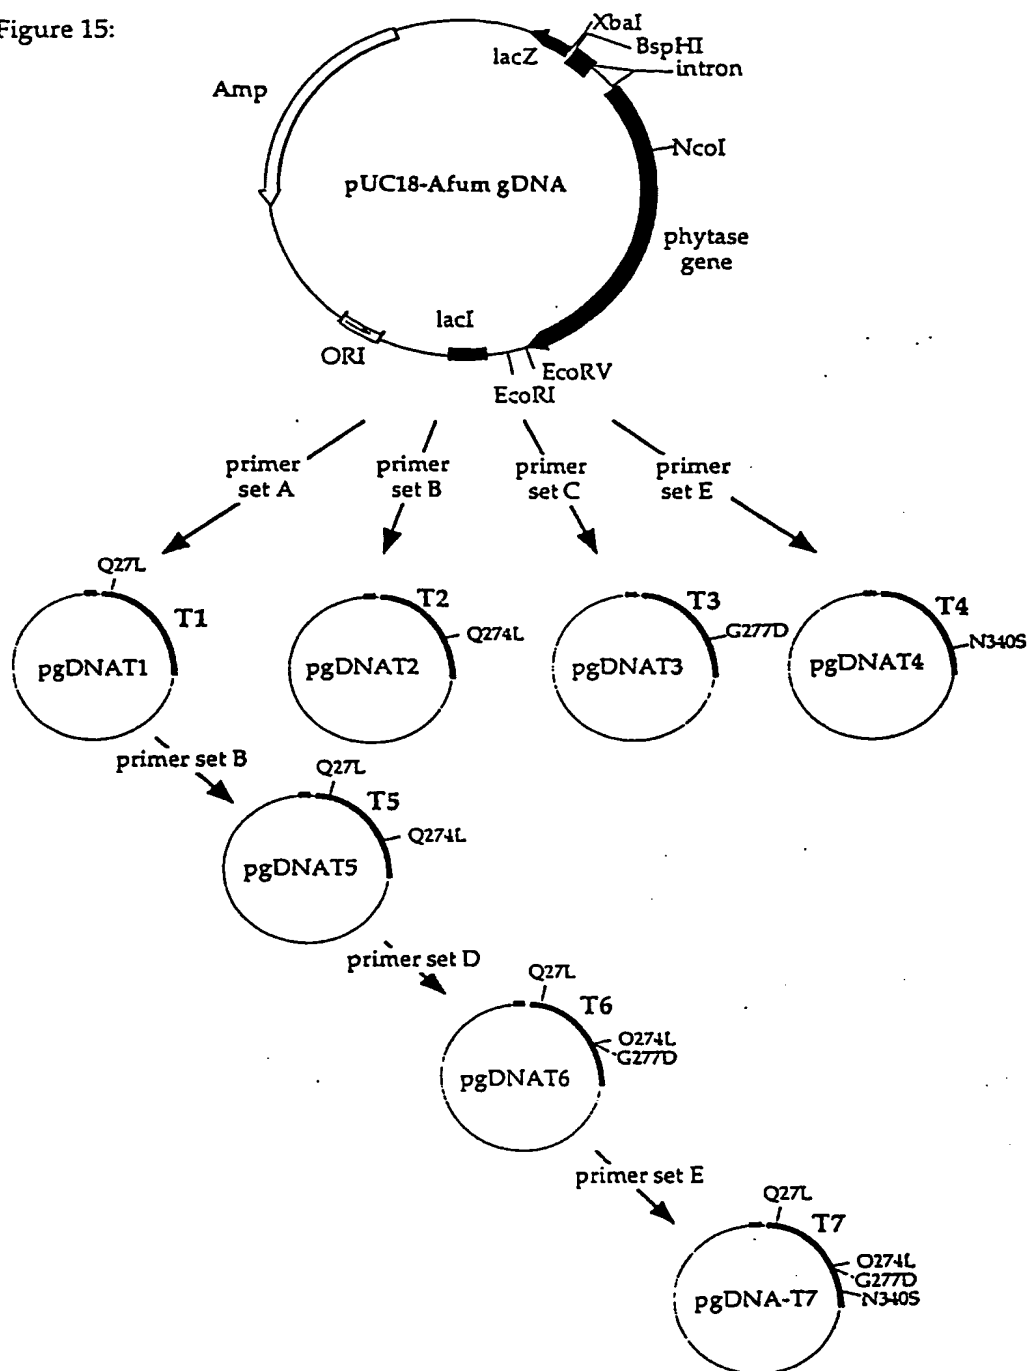 Figure 15:
XbaI
BspHI
lacZ
intron
Amp
NcoI
pUC18-Afum gDNA
phytase
gene
lacI
ORI
EcoRV
EcoRI
primer
set A
primer
set B
primer
set C
primer
set E
Q27L
T1
pgDNAT1
T2
Q274L
pgDNAT2
T3
G277D
pgDNAT3
T4
N340S
pgDNAT4
primer set B
Q27L
T5
Q274L
pgDNAT5
primer set D
Q27L
T6
O274L
G277D
pgDNAT6
primer set E
Q27L
T7
O274L
G277D
N340S
pgDNA-T7